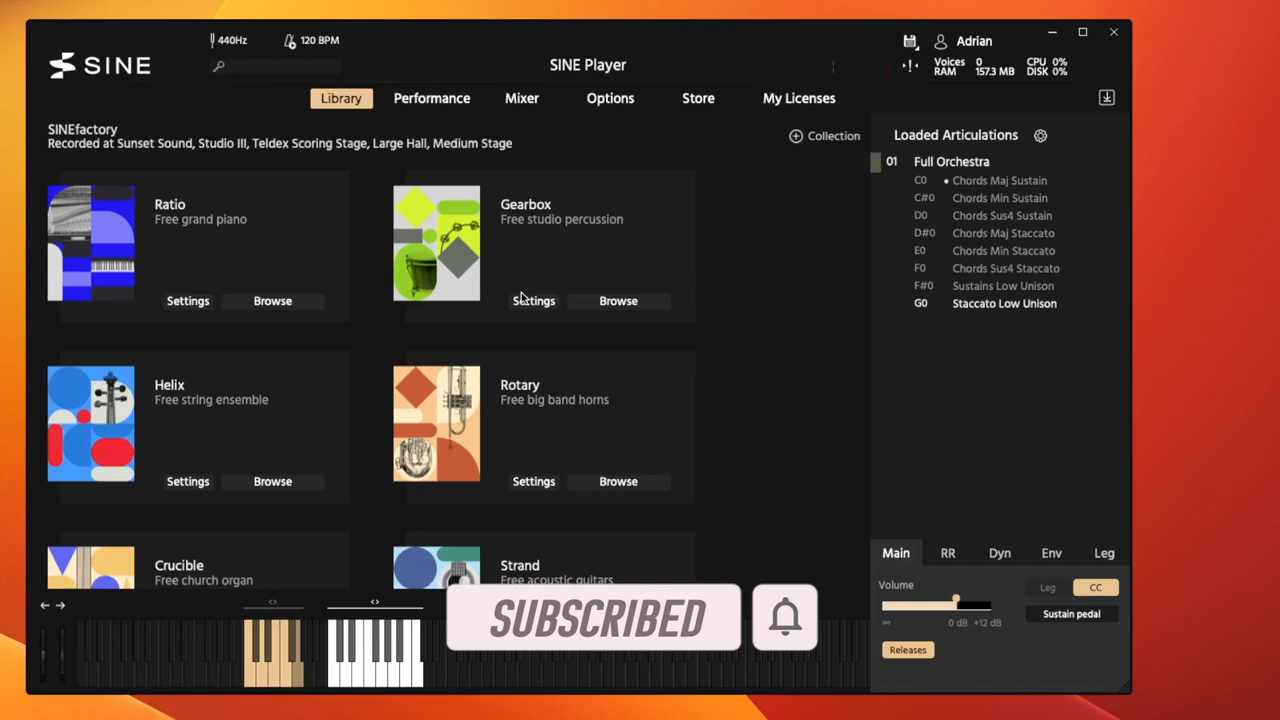 440Hz
120 BPM
SINE
SINE Player
Adrian
Voices 0
RAM 157.3 MB
CPU 0%
DISK 0%
Library
Performance
Mixer
Options
Store
My Licenses
SINEfactory
Recorded at Sunset Sound, Studio III, Teldex Scoring Stage, Large Hall, Medium Stage
Collection
Ratio
Free grand piano
Settings
Browse
Gearbox
Free studio percussion
Settings
Browse
Helix
Free string ensemble
Settings
Browse
Rotary
Free big band horns
Settings
Browse
Crucible
Free church organ
Strand
Free acoustic guitars
Loaded Articulations
01 Full Orchestra
C0 Chords Maj Sustain
C#0 Chords Min Sustain
D0 Chords Sus4 Sustain
D#0 Chords Maj Staccato
E0 Chords Min Staccato
F0 Chords Sus4 Staccato
F#0 Sustains Low Unison
G0 Staccato Low Unison
Main
RR
Dyn
Env
Leg
Volume
Leg
CC
∞
0 dB
+12 dB
Sustain pedal
Releases
SUBSCRIBED